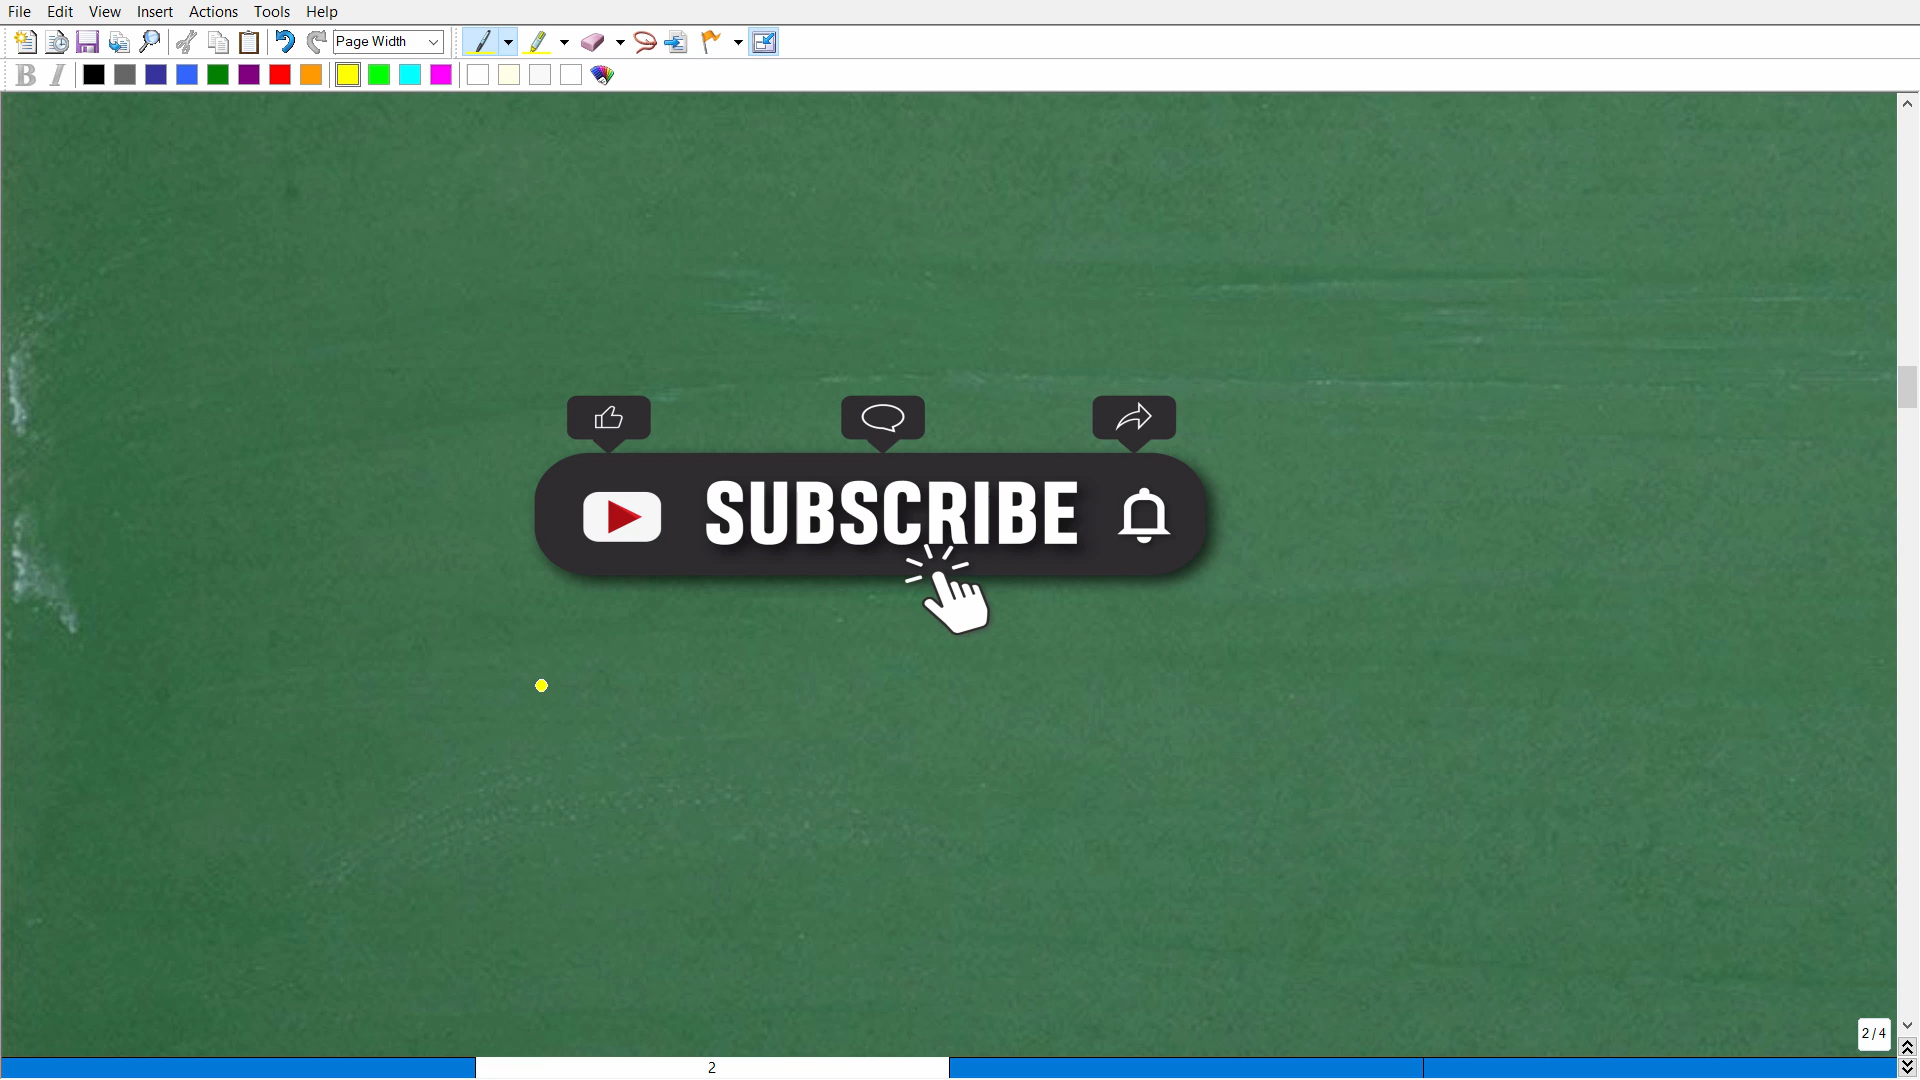 File Edit View Insert Actions Tools Help
Page Width
B I
SUBSCRIBE
2 / 4
2